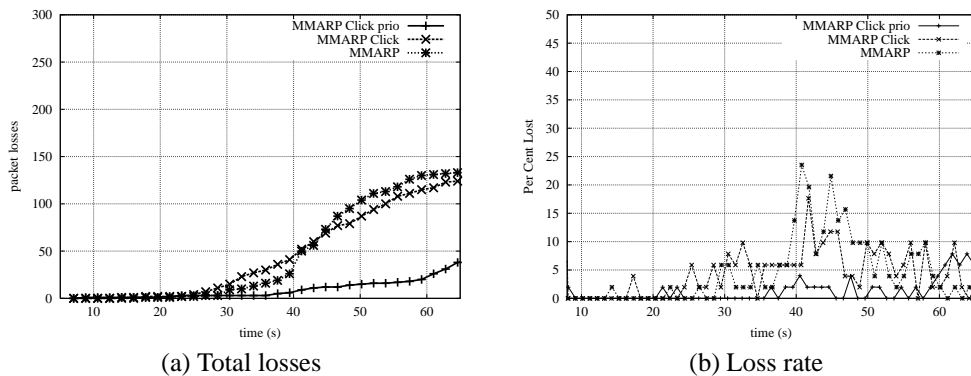 300
250
200
150
100
50
0
10 20 30 40 50 60
packet losses
time (s)
MMARP Click prio
MMARP Click
MMARP
(a) Total losses
50
45
40
35
30
25
20
15
10
5
0
10 20 30 40 50 60
Per Cent Lost
time (s)
MMARP Click prio
MMARP Click
MMARP
(b) Loss rate